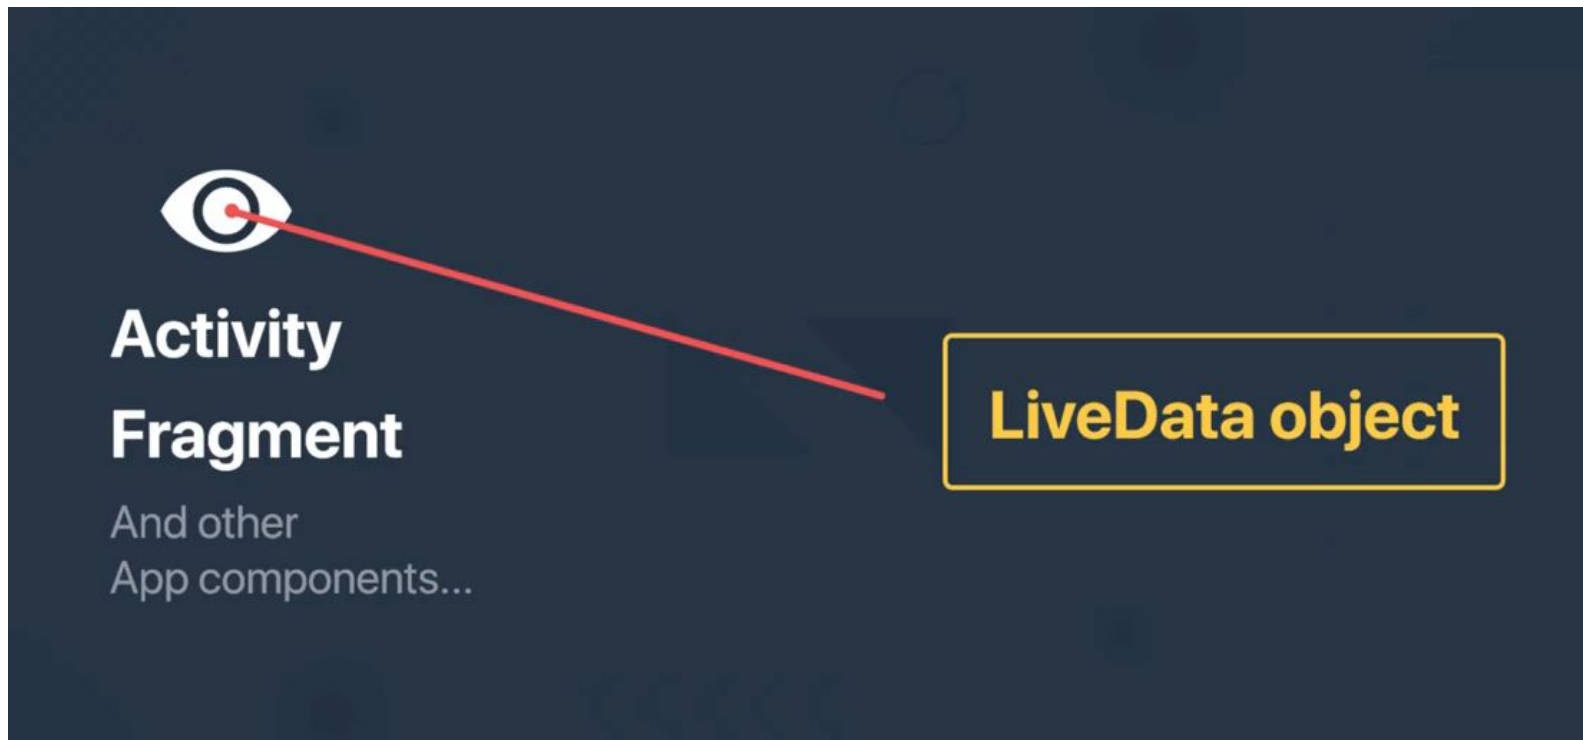 Activity
Fragment
And other
App components...
LiveData object